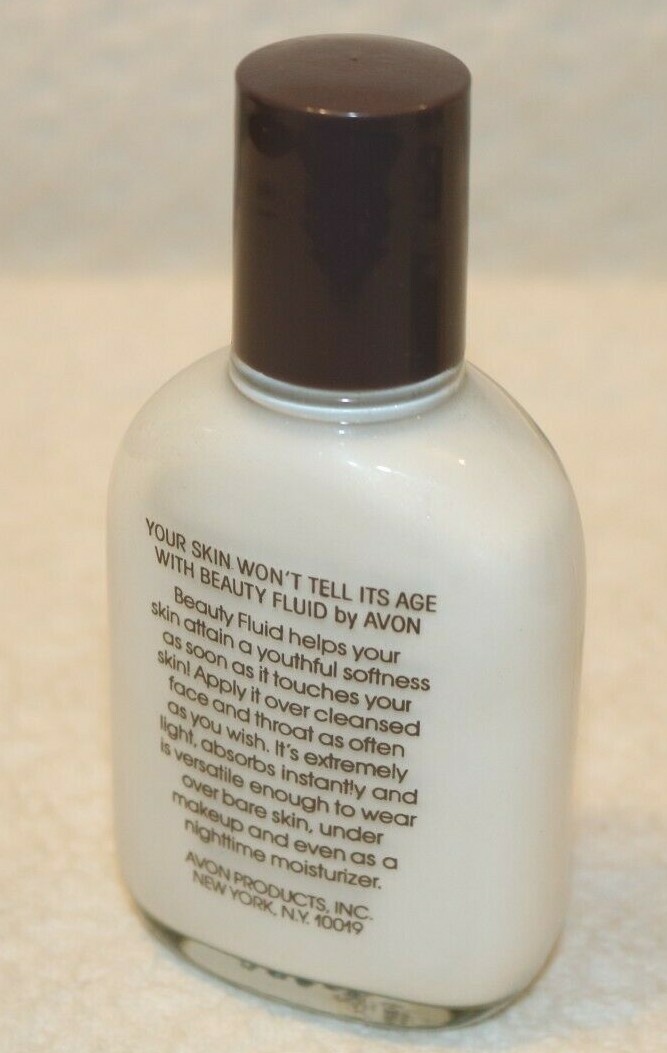 YOUR SKIN WON'T TELL ITS AGE
WITH BEAUTY FLUID by AVON
Beauty Fluid helps your
skin attain a youthful softness
as soon as it touches your
skin! Apply it over cleansed
face and throat as often
as you wish. It's extremely
light, absorbs instantly and
is versatile enough to wear
over bare skin, under
makeup and even as a
nighttime moisturizer.
AVON PRODUCTS, INC.
NEW YORK, N.Y. 10019